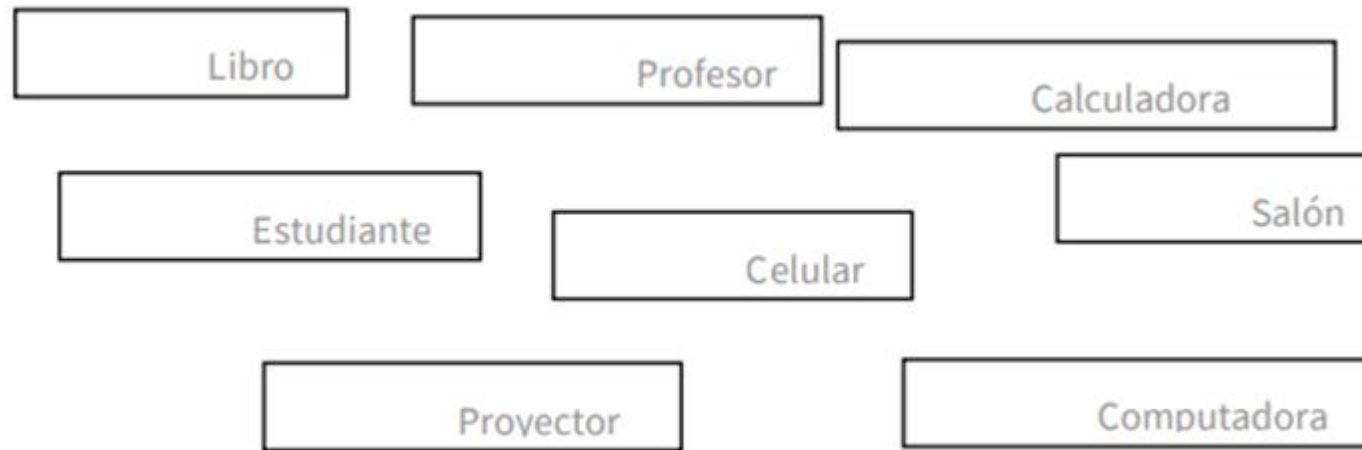 Libro
Profesor
Calculadora
Estudiante
Celular
Salón
Proyector
Computadora